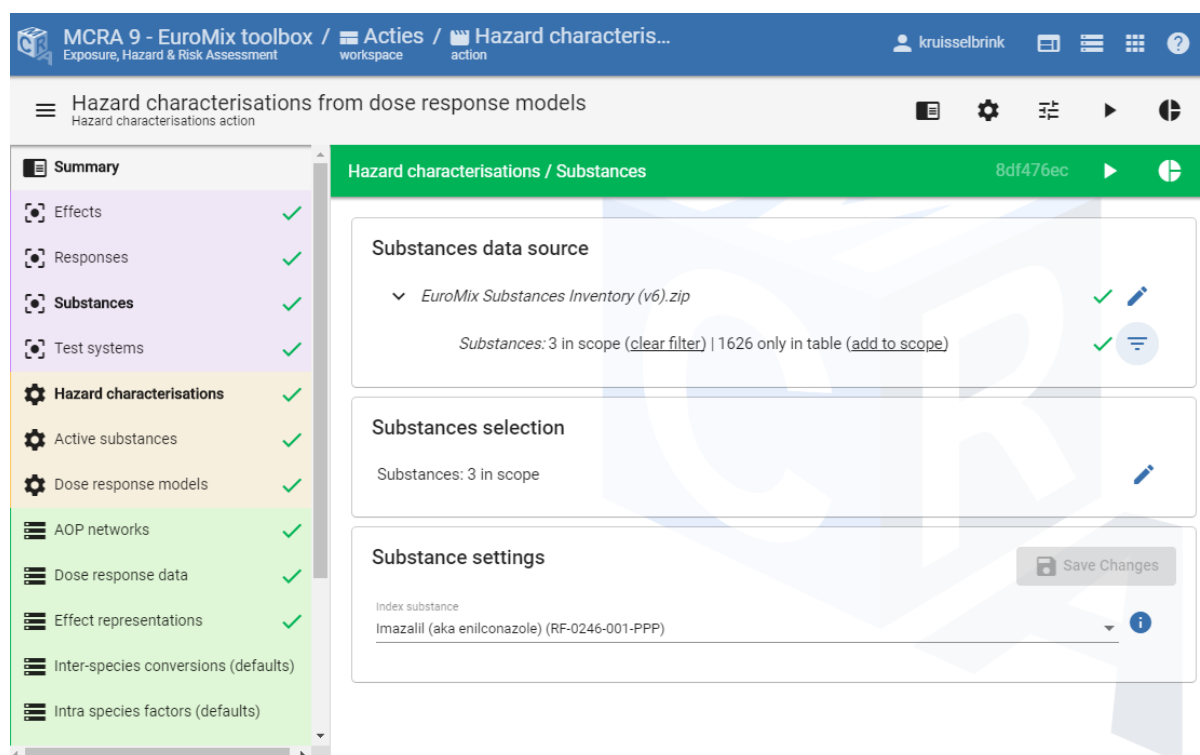 MCRA 9 - EuroMix toolbox / Acties / Hazard characteris...
Exposure, Hazard & Risk Assessment workspace action
kruisselbrink
Hazard characterisations from dose response models
Hazard characterisations action
Summary
Effects
Responses
Substances
Test systems
Hazard characterisations
Active substances
Dose response models
AOP networks
Dose response data
Effect representations
Inter-species conversions (defaults)
Intra species factors (defaults)
Hazard characterisations / Substances
8df476ec
Substances data source
EuroMix Substances Inventory (v6).zip
Substances: 3 in scope (clear filter) | 1626 only in table (add to scope)
Substances selection
Substances: 3 in scope
Substance settings
Save Changes
Index substance
Imazalil (aka enilconazole) (RF-0246-001-PPP)